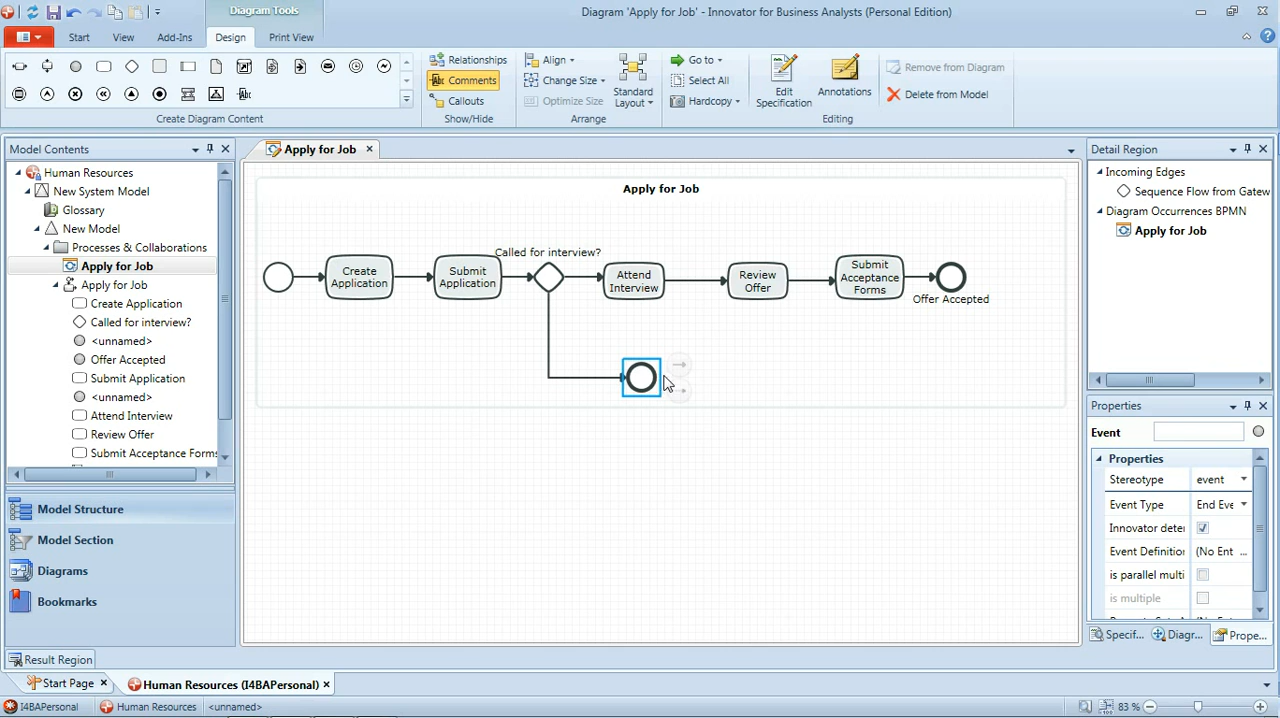 Diagram Tools
Diagram 'Apply for Job' - Innovator for Business Analysts (Personal Edition)
Start
View
Add-Ins
Design
Print View
Abc
Create Diagram Content
Relationships
Abc Comments
Callouts
Show/Hide
Align
Change Size
Optimize Size
Standard
Layout
Arrange
Go to
Select All
Hardcopy
Edit
Specification
Annotations
Remove from Diagram
Delete from Model
Editing
Model Contents
Human Resources
New System Model
Glossary
New Model
Processes & Collaborations
Apply for Job
Apply for Job
Create Application
Called for interview?
<unnamed>
Offer Accepted
Submit Application
<unnamed>
Attend Interview
Review Offer
Submit Acceptance Forms
Model Structure
Model Section
Diagrams
Bookmarks
Apply for Job
Apply for Job
Called for interview?
Create
Application
Submit
Application
Attend
Interview
Review
Offer
Submit
Acceptance
Forms
Offer Accepted
Detail Region
Incoming Edges
Sequence Flow from Gatew
Diagram Occurrences BPMN
Apply for Job
Properties
Event
Properties
Stereotype
event
Event Type
End Eve
Innovator deter
Event Definition
(No Ent ...
is parallel multi
is multiple
Specif...
Diagr...
Prope...
Result Region
Start Page
Human Resources (I4BAPersonal)
I4BAPersonal
Human Resources
<unnamed>
83 %